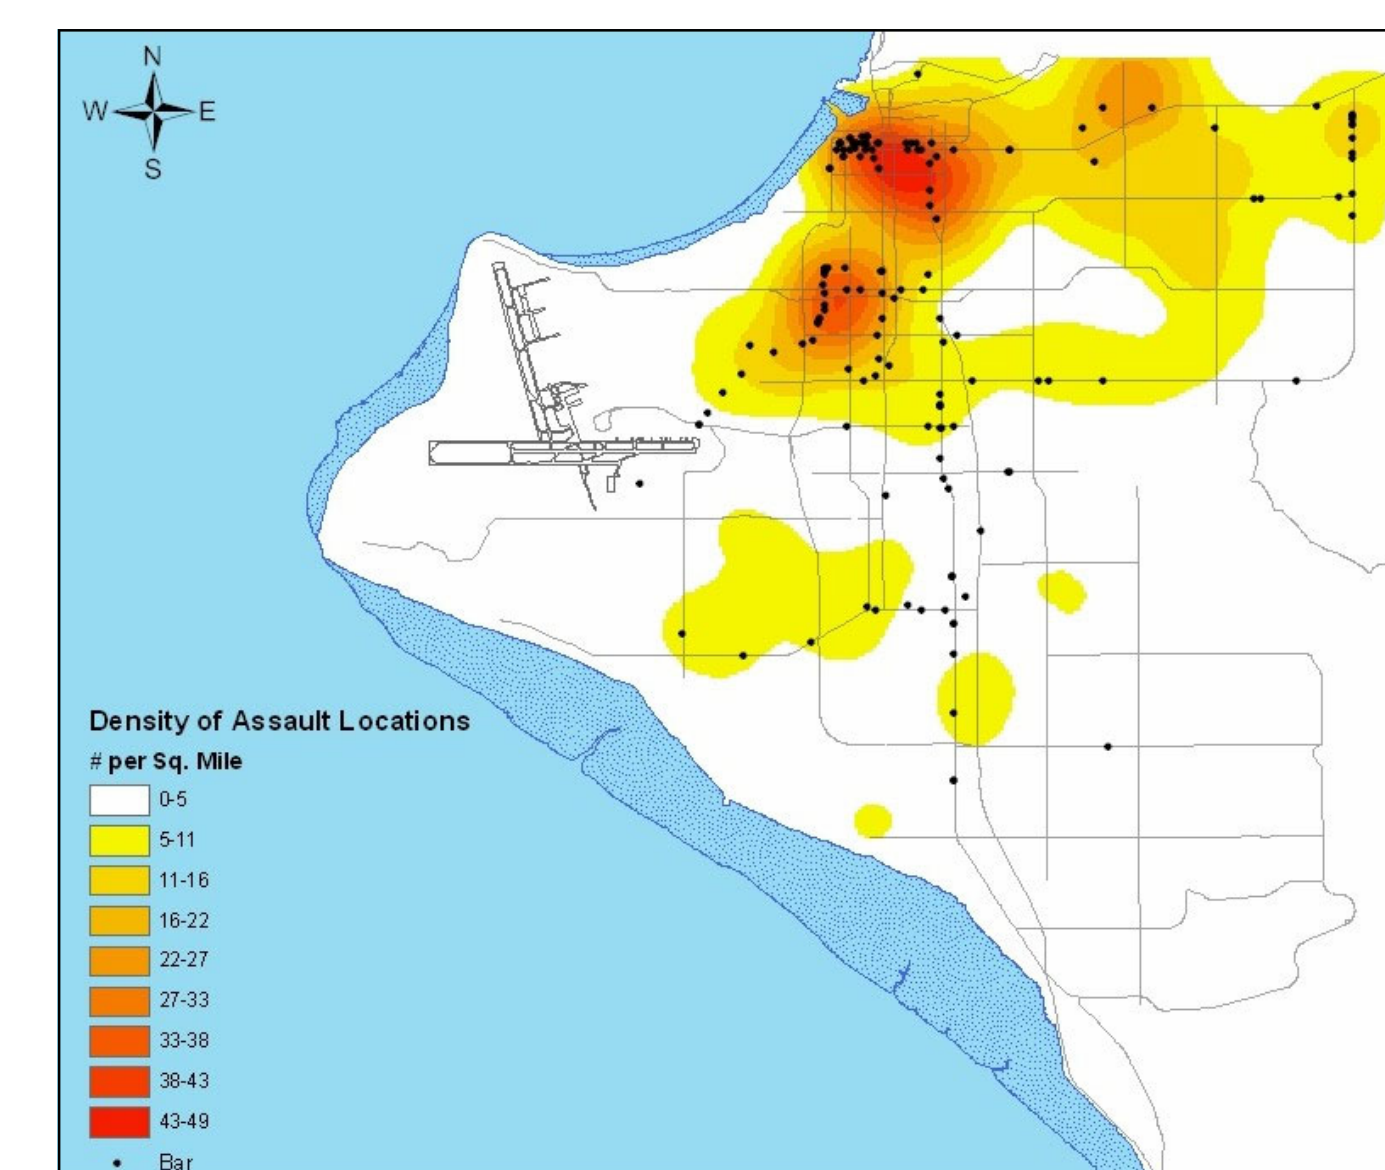 N
W E
S
Density of Assault Locations
# per Sq. Mile
0-5
5-11
11-16
16-22
22-27
27-33
33-38
38-43
43-49
Bar